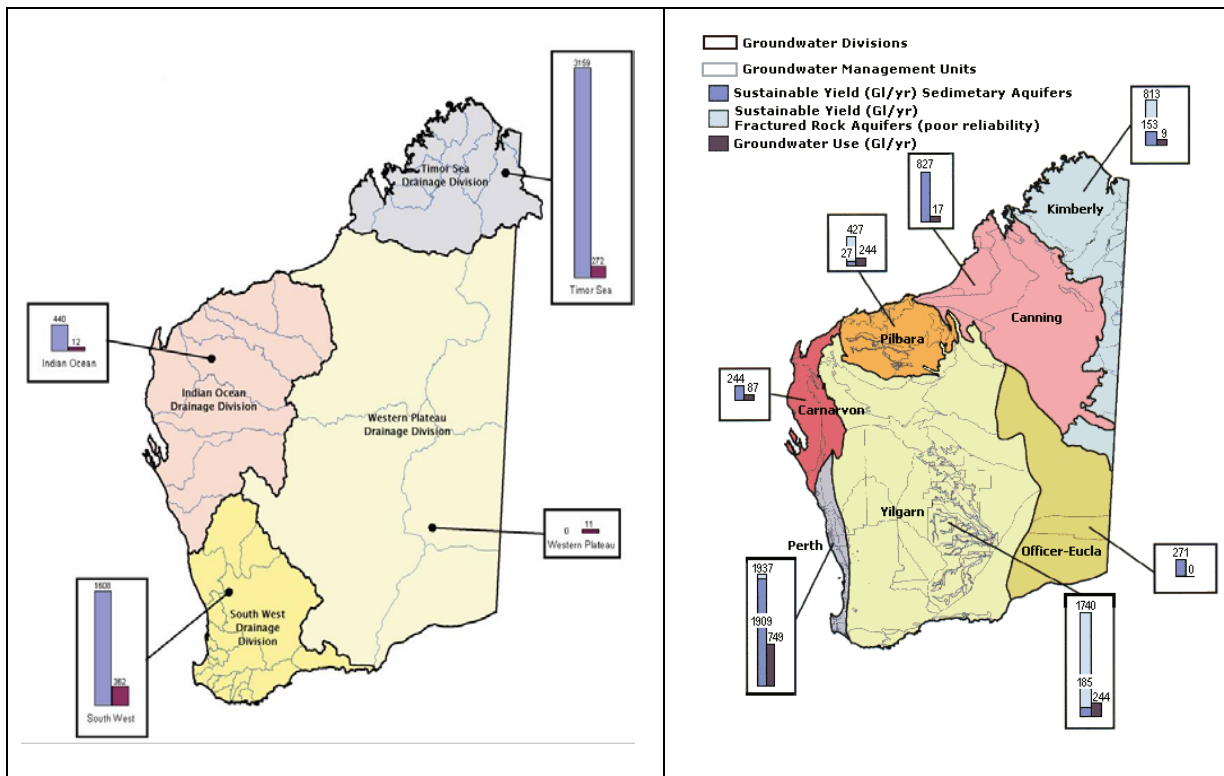 3159
272
Timor Sea
Timor Sea
Drainage Division
440
12
Indian Ocean
Indian Ocean
Drainage Division
Western Plateau
Drainage Division
0 11
Western Plateau
1608
362
South West
South West
Drainage
Division
Groundwater Divisions
Groundwater Management Units
Sustainable Yield (Gl/yr) Sedimetary Aquifers
Sustainable Yield (Gl/yr)
Fractured Rock Aquifers (poor reliability)
Groundwater Use (Gl/yr)
813
153
9
827
17
Kimberly
427
27 244
Canning
Pilbara
244
87
Carnarvon
Yilgarn
Perth
Officer-Eucla
271
0
1937
1909
749
1740
185
244